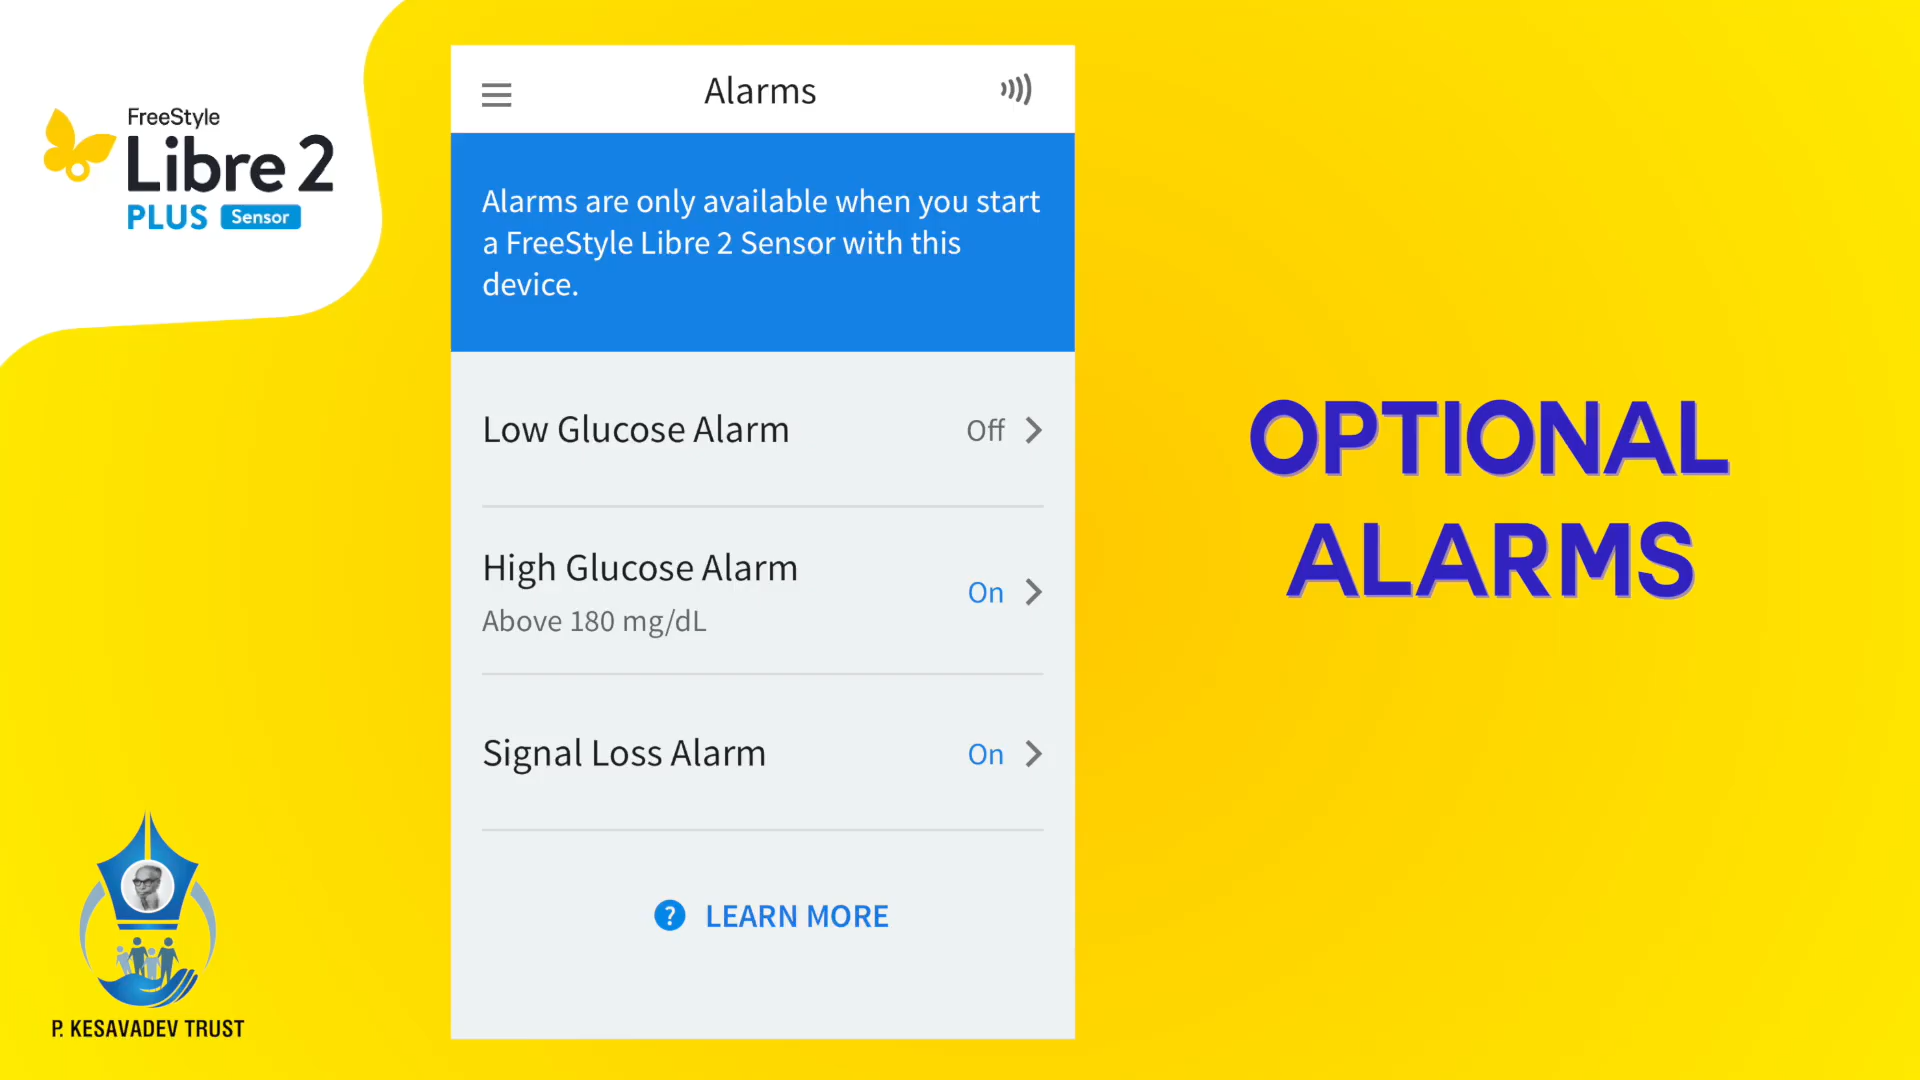 FreeStyle
Libre 2
PLUS Sensor
Alarms
Alarms are only available when you start
a FreeStyle Libre 2 Sensor with this
device.
Low Glucose Alarm Off
High Glucose Alarm
Above 180 mg/dL
On
Signal Loss Alarm On
? LEARN MORE
OPTIONAL
ALARMS
P. KESAVADEV TRUST